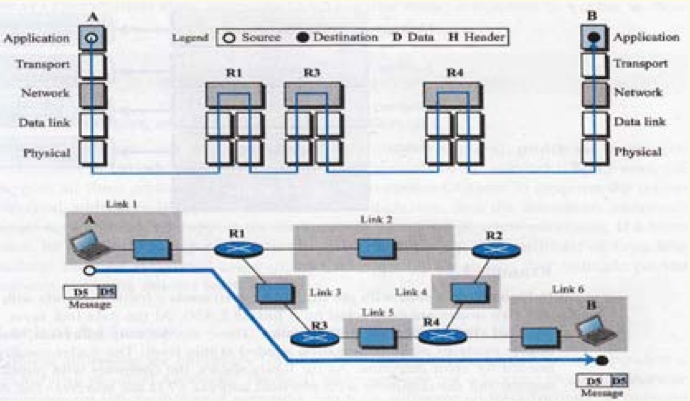 A
B
Application
Legend Source Destination D Data H Header
Application
Transport
R1
R3
R4
Transport
Network
Network
Data link
Data link
Physical
Physical
Link 1
A
R1
Link 2
R2
Link 3
Link 4
Link 6
B
Link 5
R3
R4
D5 D5
Message
D5 D5
Message